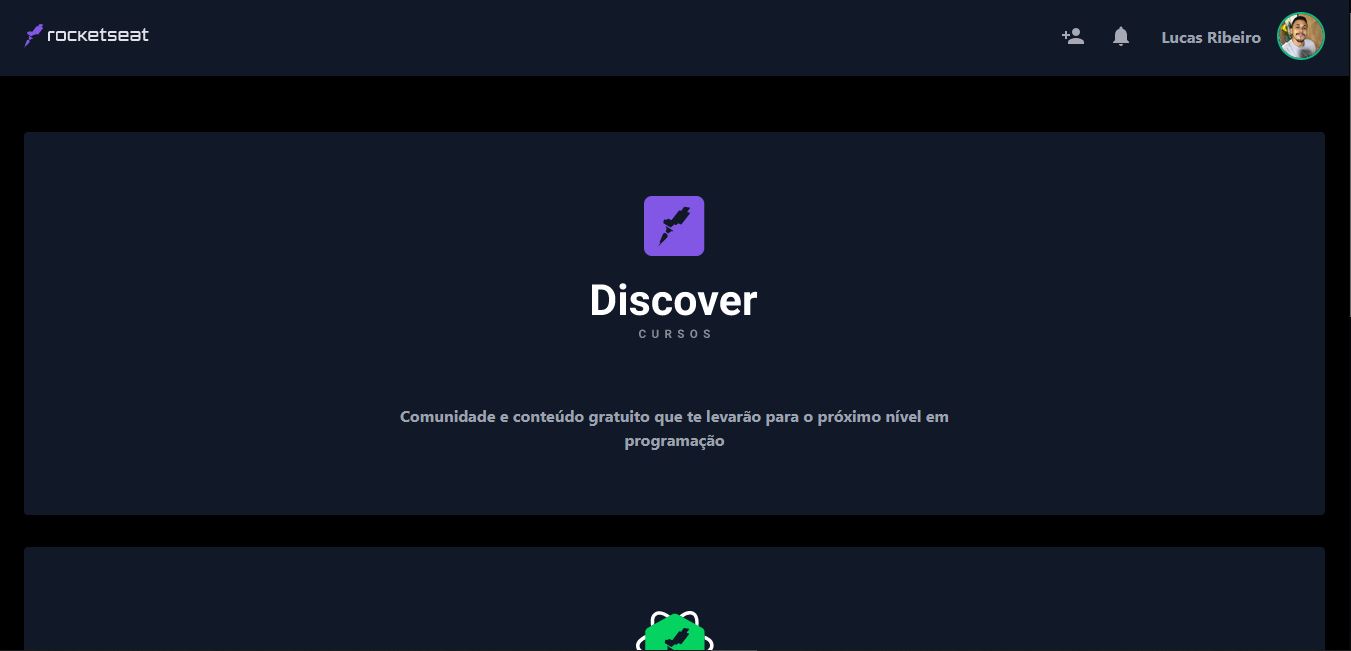 rocketseat
Lucas Ribeiro
Discover
CURSOS
Comunidade e conteúdo gratuito que te levarão para o próximo nível em
programação